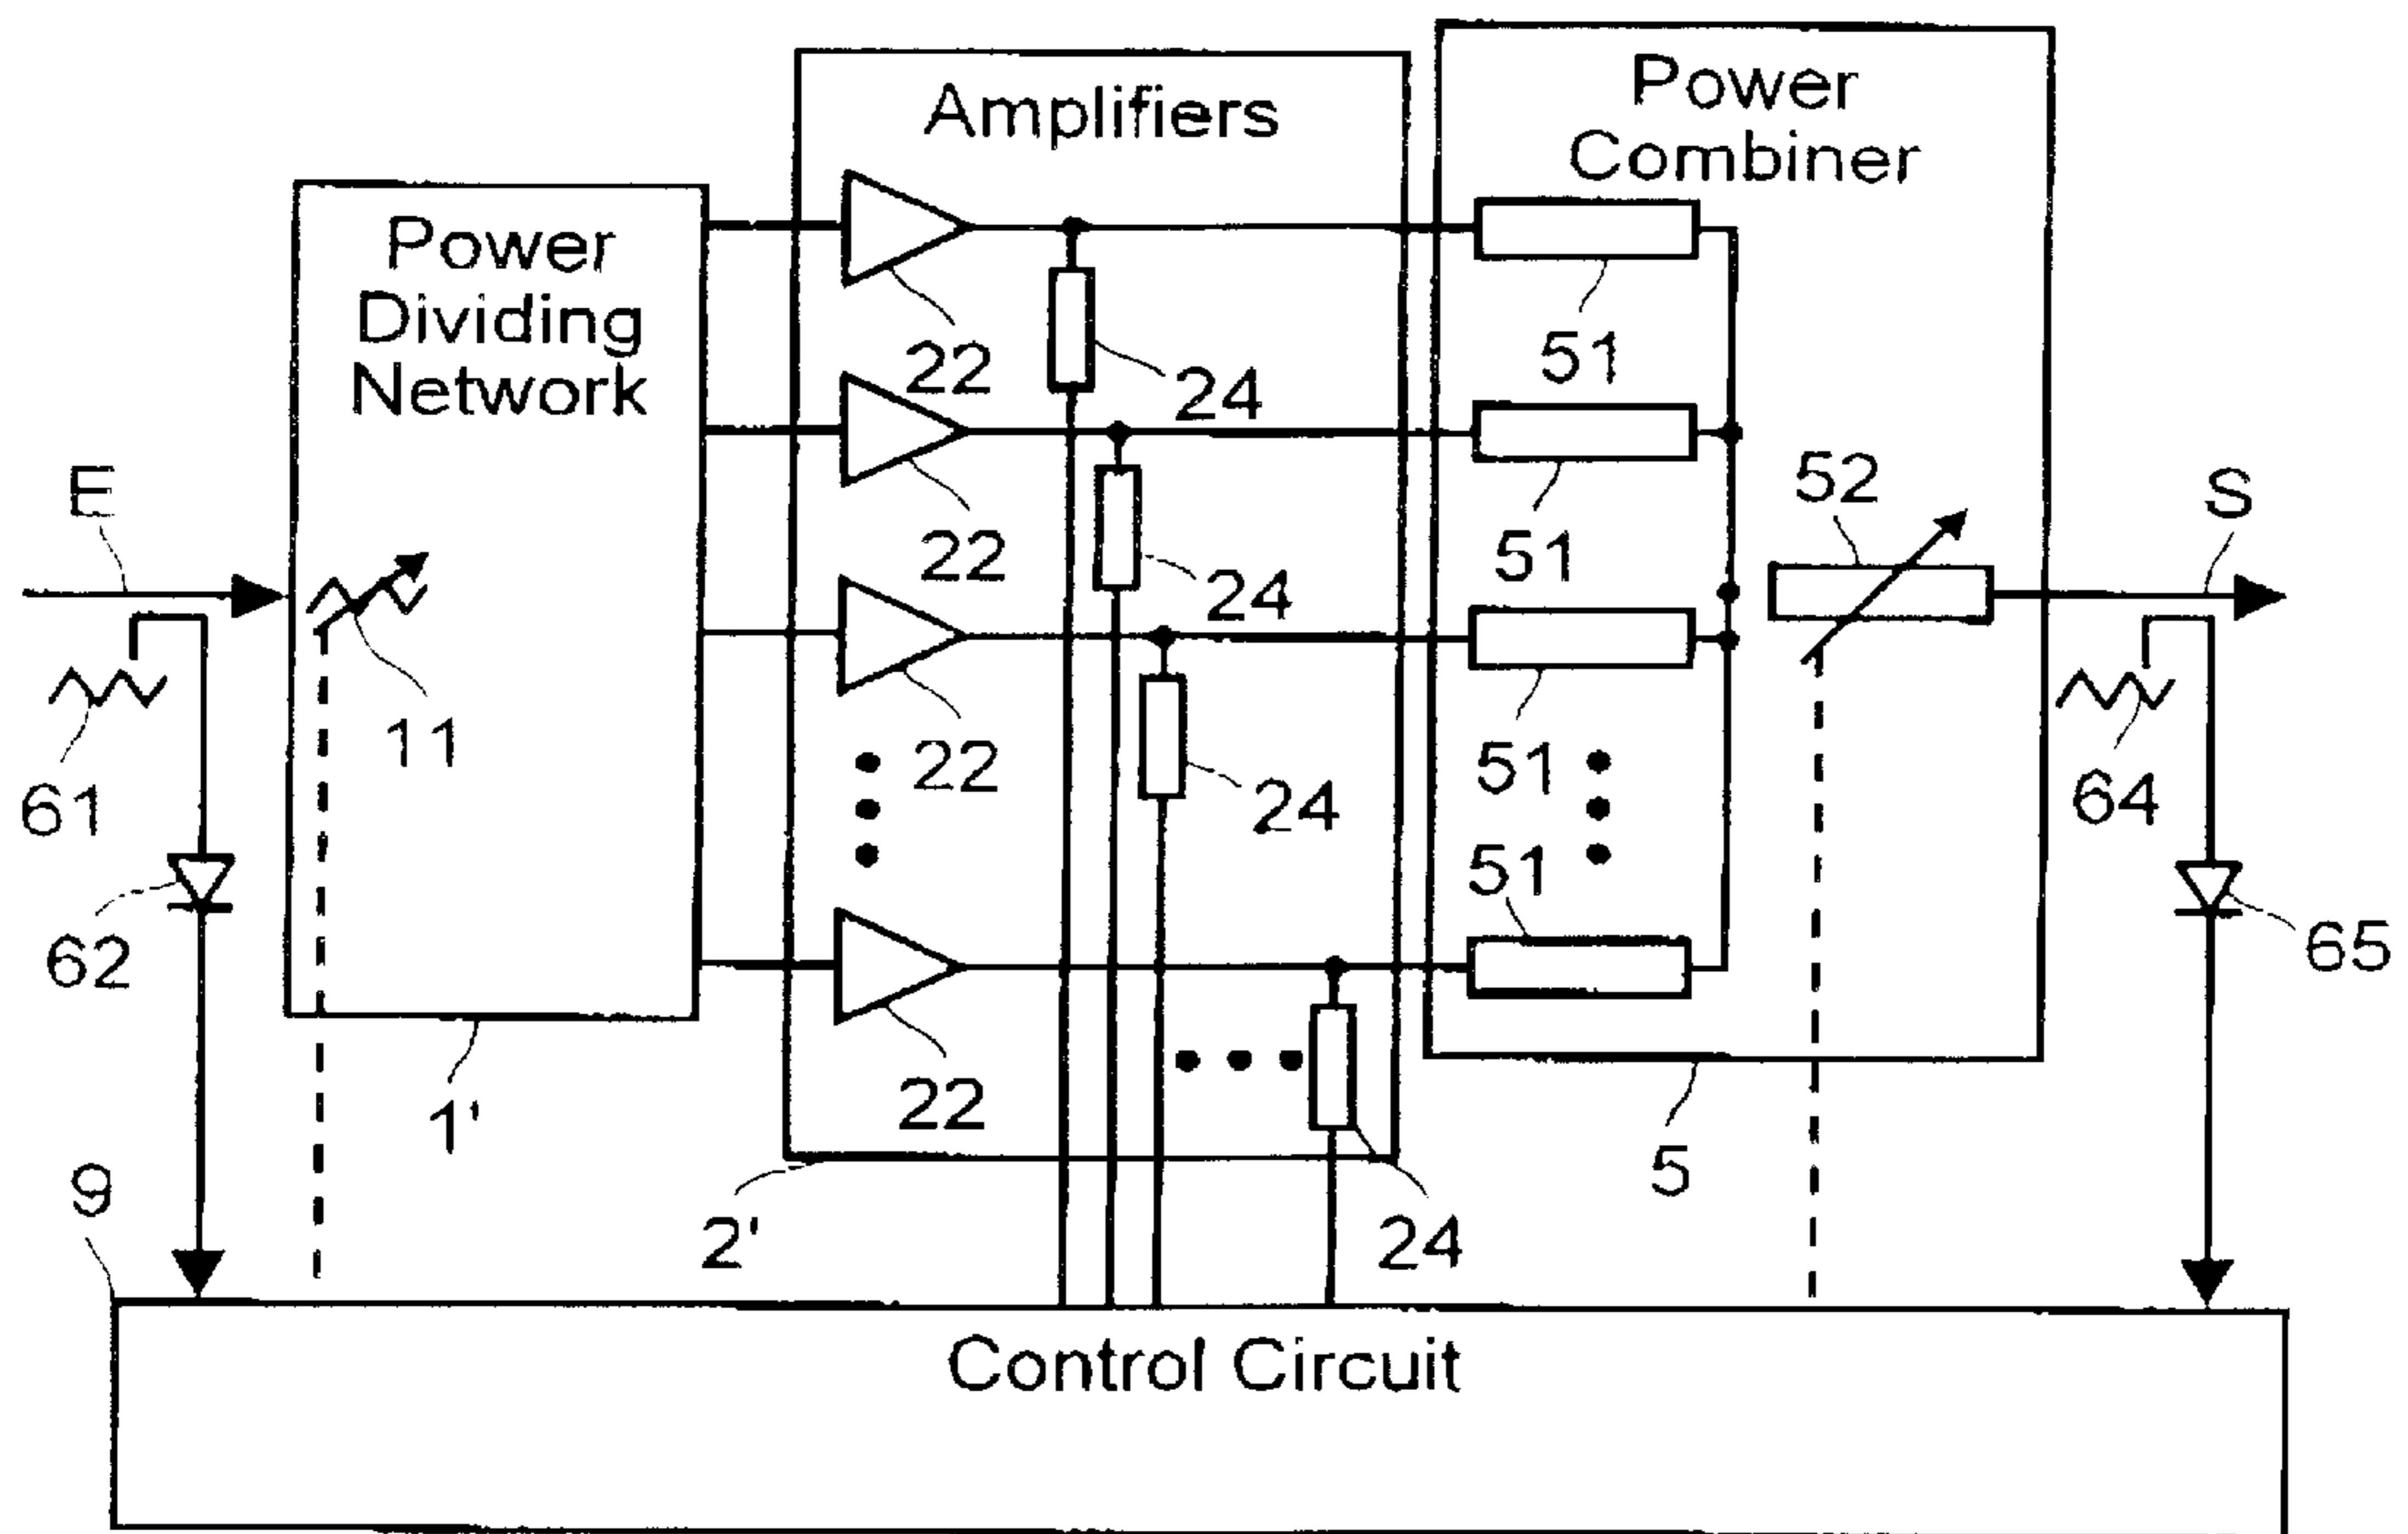 Amplifiers
Power
Combiner
Power
Dividing
Network
22
24
51
E
22
24
51
52
S
11
22
24
51
61
64
51
62
65
22
1'
5
9
2'
24
Control Circuit